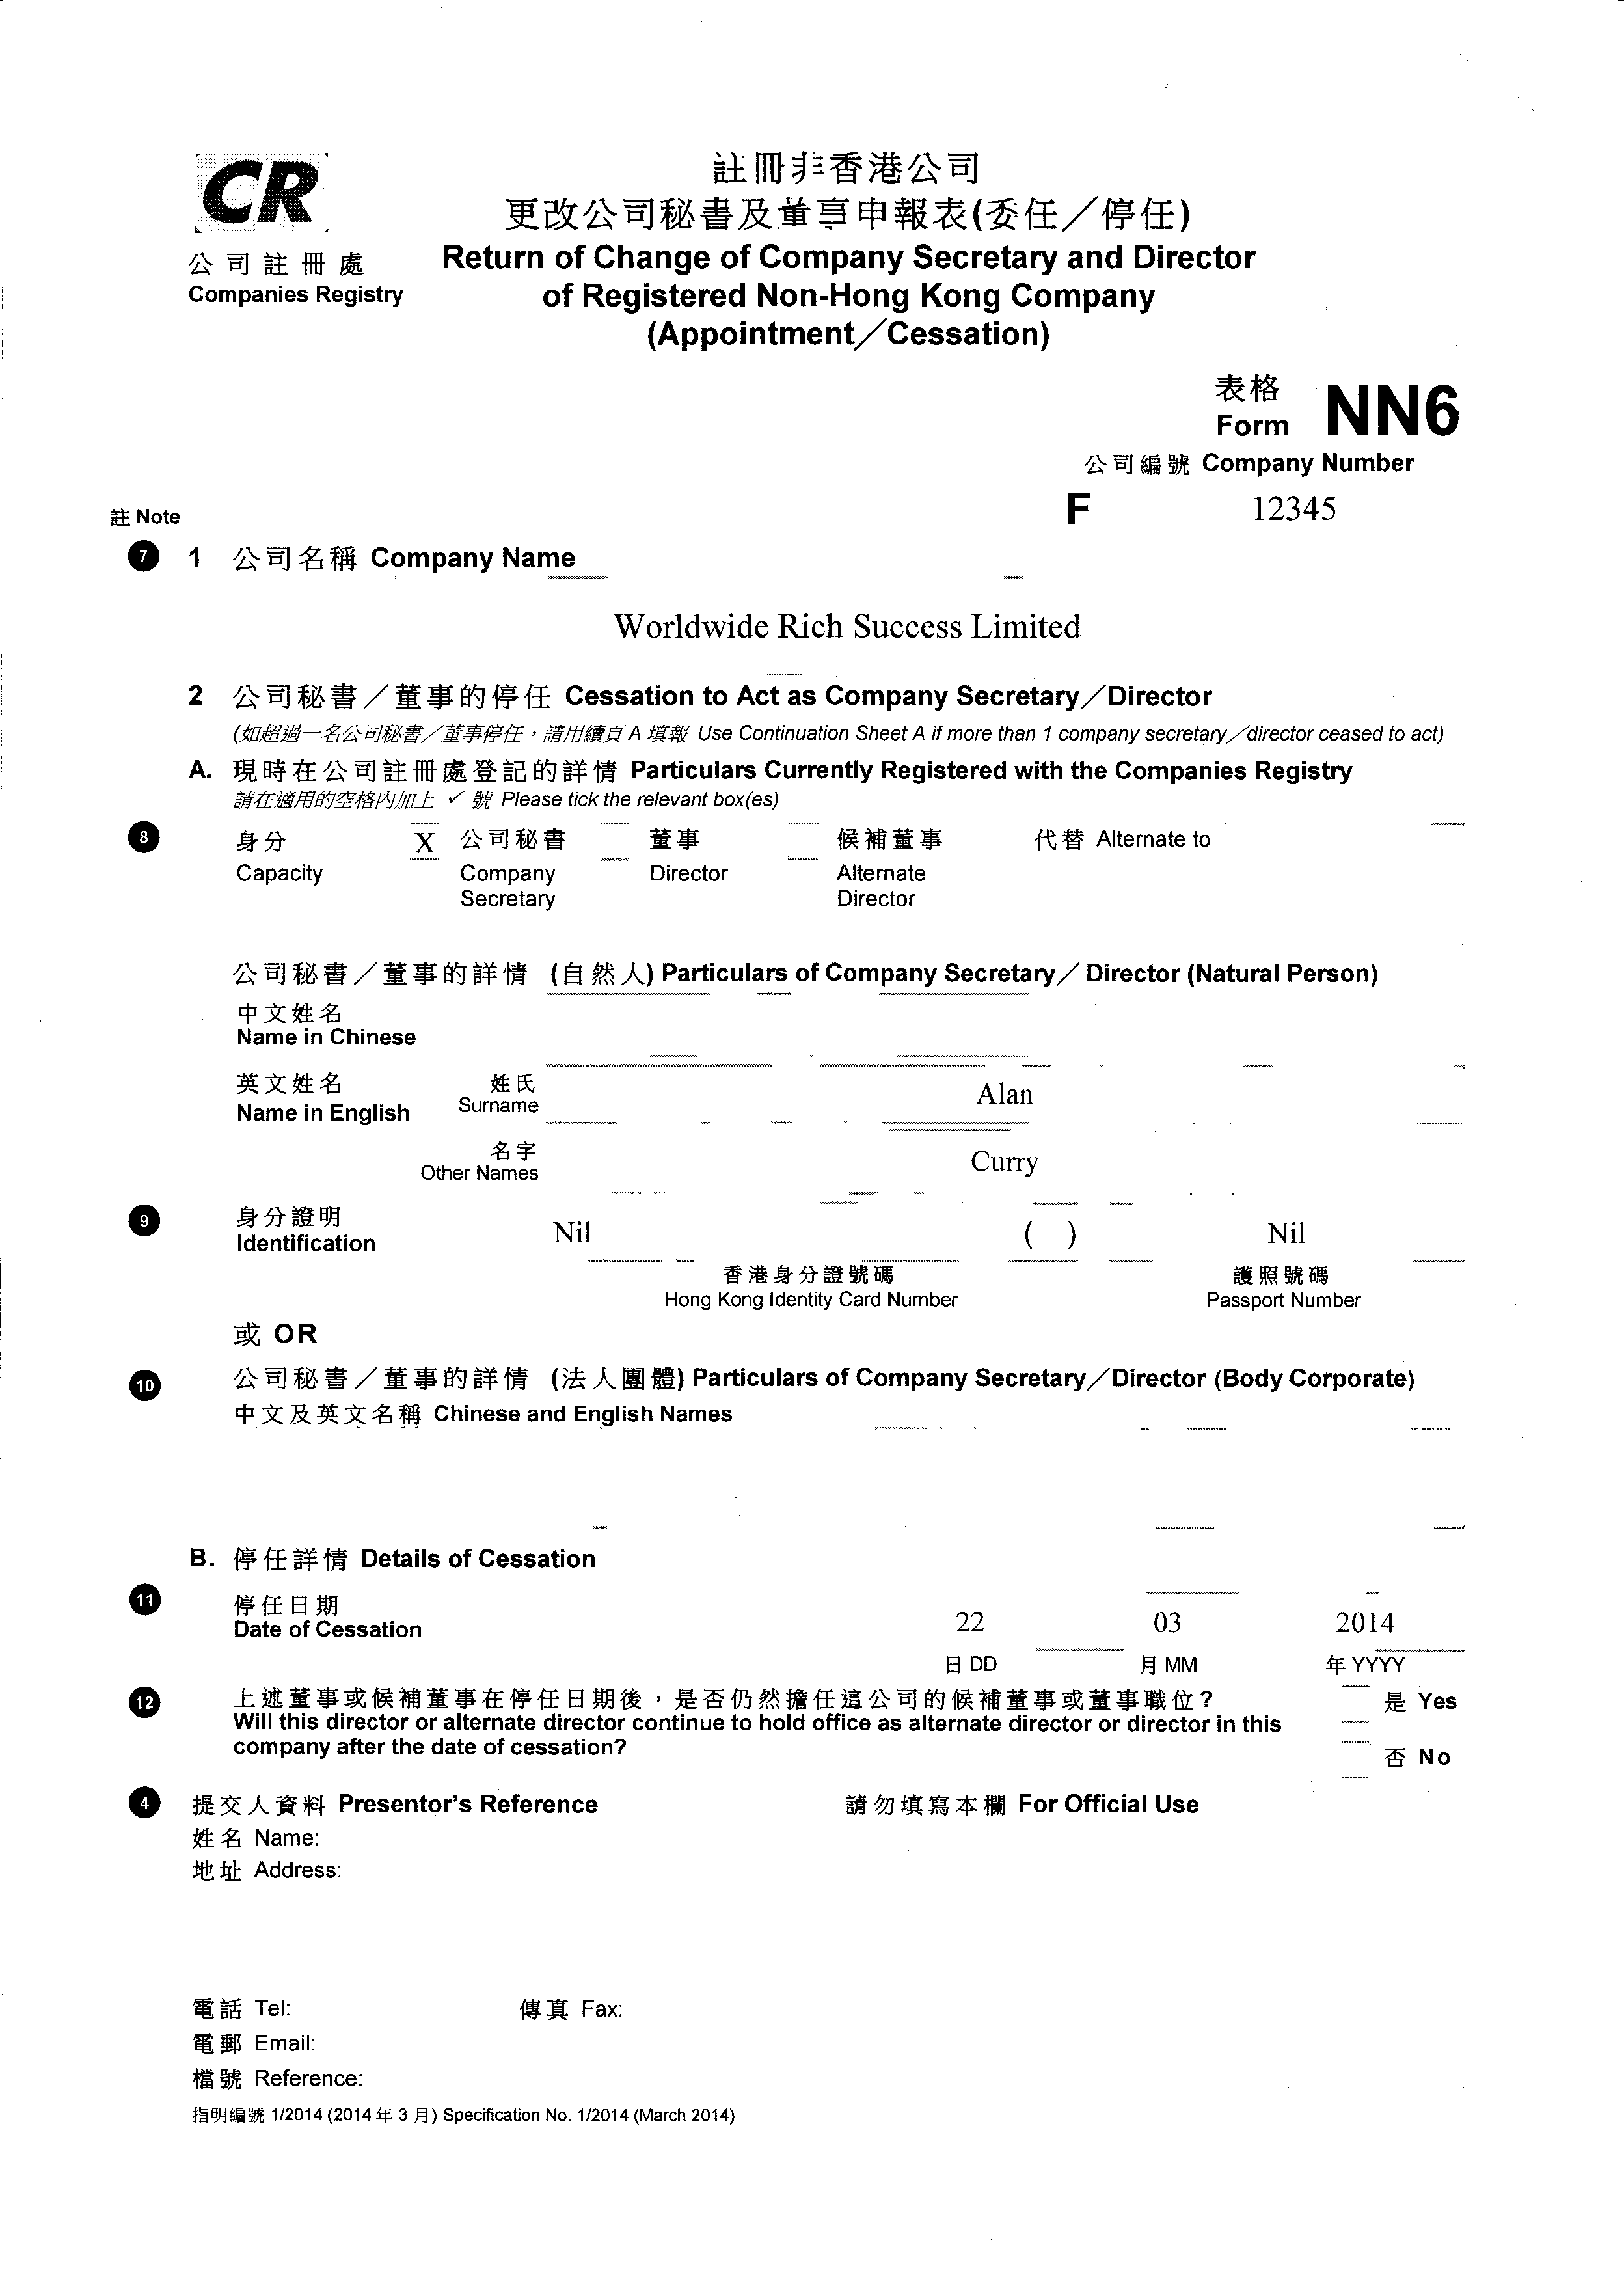 CR
公司註冊處
Companies Registry
註冊非香港公司
更改公司秘書及董事申報表(委任／停任)
Return of Change of Company Secretary and Director
of Registered Non-Hong Kong Company
(Appointment／Cessation)
表格
Form NN6
公司編號 Company Number
F 12345
註 Note
7 1 公司名稱 Company Name
Worldwide Rich Success Limited
2 公司秘書／董事的停任 Cessation to Act as Company Secretary／Director
(如超過一名公司秘書／董事停任，請用續頁A 填報 Use Continuation Sheet A if more than 1 company secretary／director ceased to act)
A. 現時在公司註冊處登記的詳情 Particulars Currently Registered with the Companies Registry
請在適用的空格內加上 ✓ 號 Please tick the relevant box(es)
8 身分 X 公司秘書 董事 候補董事 代替 Alternate to
Capacity Company Director Alternate
Secretary Director
公司秘書／董事的詳情 (自然人) Particulars of Company Secretary／ Director (Natural Person)
中文姓名
Name in Chinese
英文姓名 姓氏
Name in English Surname Alan
名字
Other Names Curry
9 身分證明
Identification Nil ( ) Nil
香港身分證號碼 護照號碼
Hong Kong Identity Card Number Passport Number
或 OR
10 公司秘書／董事的詳情 (法人團體) Particulars of Company Secretary／Director (Body Corporate)
中文及英文名稱 Chinese and English Names
B. 停任詳情 Details of Cessation
11 停任日期
Date of Cessation 22 03 2014
日 DD 月 MM 年 YYYY
12 上述董事或候補董事在停任日期後，是否仍然擔任這公司的候補董事或董事職位？ 是 Yes
Will this director or alternate director continue to hold office as alternate director or director in this
company after the date of cessation? 否 No
4 提交人資料 Presentor's Reference 請勿填寫本欄 For Official Use
姓名 Name:
地址 Address:
電話 Tel: 傳真 Fax:
電郵 Email:
檔號 Reference:
指明編號 1/2014 (2014 年 3 月) Specification No. 1/2014 (March 2014)